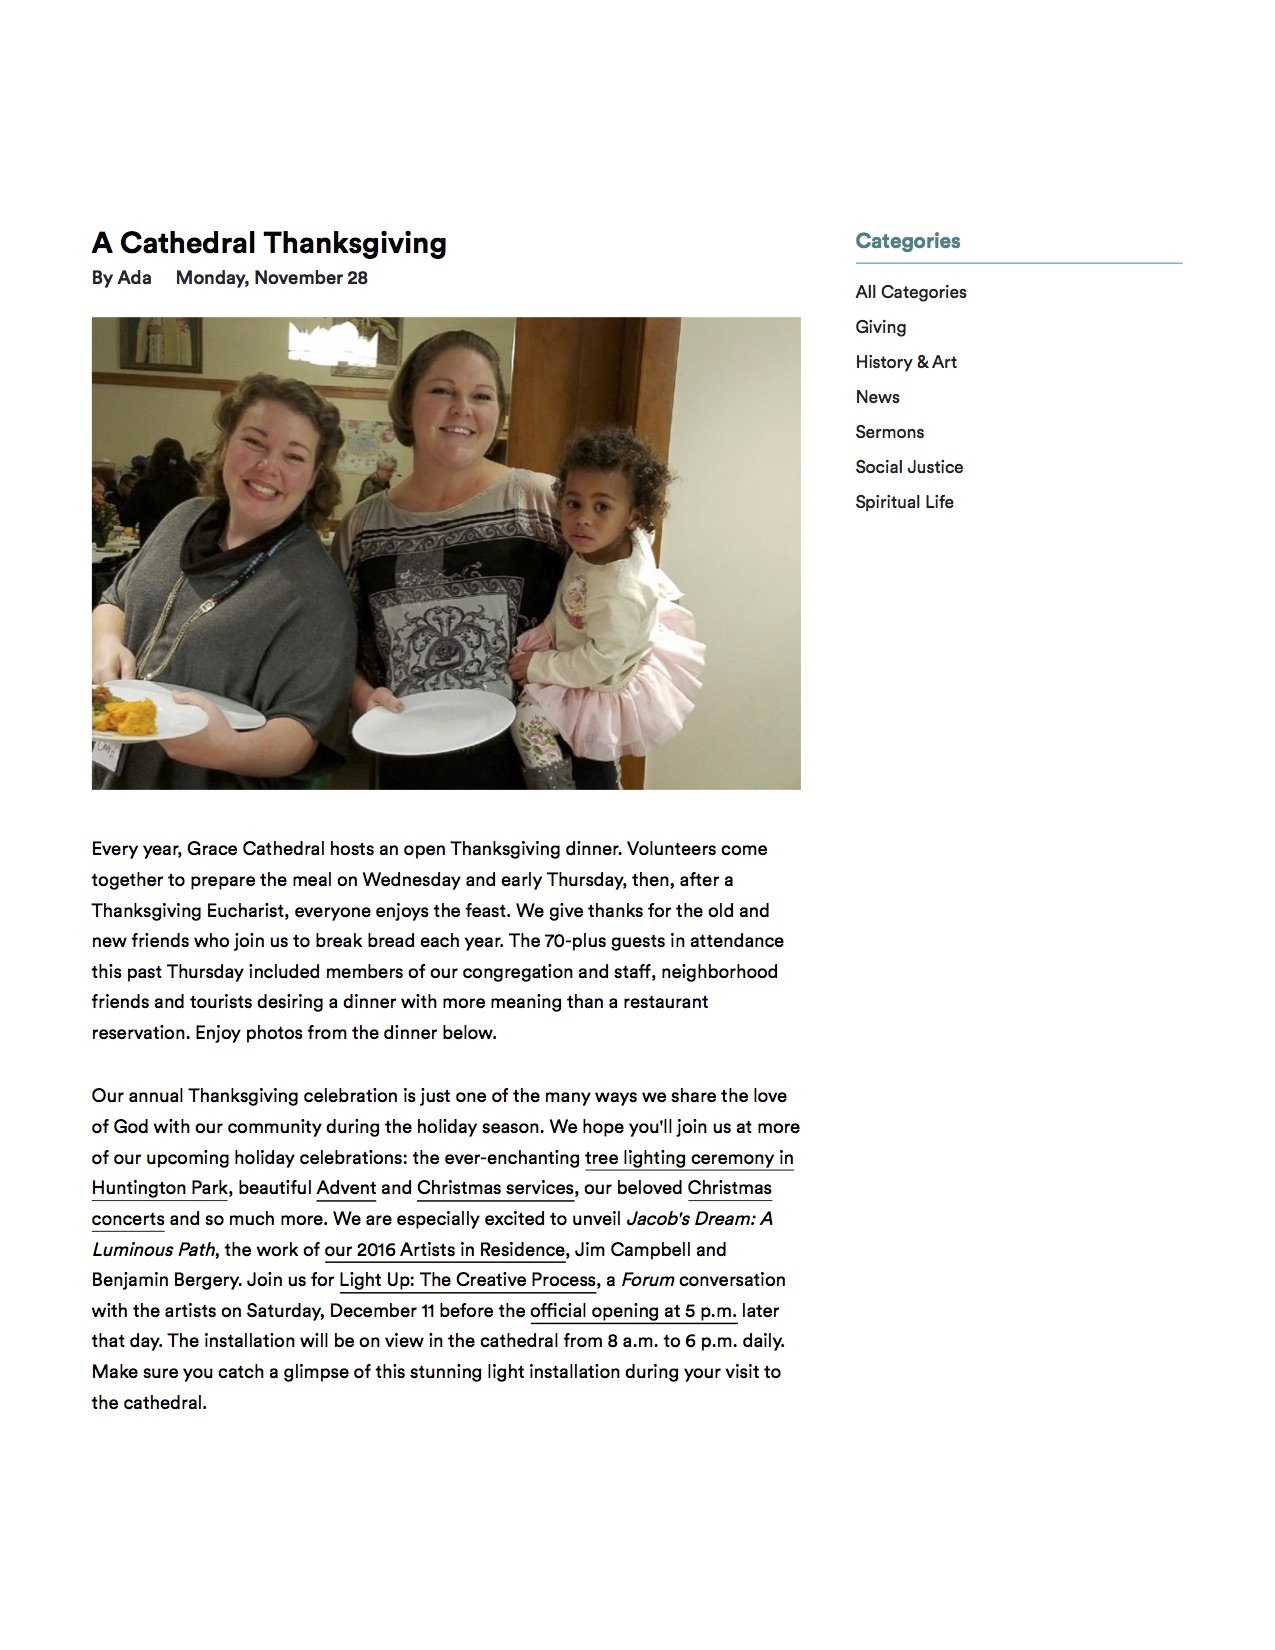 A Cathedral Thanksgiving
By Ada Monday, November 28
Every year, Grace Cathedral hosts an open Thanksgiving dinner. Volunteers come
together to prepare the meal on Wednesday and early Thursday, then, after a
Thanksgiving Eucharist, everyone enjoys the feast. We give thanks for the old and
new friends who join us to break bread each year. The 70-plus guests in attendance
this past Thursday included members of our congregation and staff, neighborhood
friends and tourists desiring a dinner with more meaning than a restaurant
reservation. Enjoy photos from the dinner below.
Our annual Thanksgiving celebration is just one of the many ways we share the love
of God with our community during the holiday season. We hope you'll join us at more
of our upcoming holiday celebrations: the ever-enchanting tree lighting ceremony in
Huntington Park, beautiful Advent and Christmas services, our beloved Christmas
concerts and so much more. We are especially excited to unveil Jacob's Dream: A
Luminous Path, the work of our 2016 Artists in Residence, Jim Campbell and
Benjamin Bergery. Join us for Light Up: The Creative Process, a Forum conversation
with the artists on Saturday, December 11 before the official opening at 5 p.m. later
that day. The installation will be on view in the cathedral from 8 a.m. to 6 p.m. daily.
Make sure you catch a glimpse of this stunning light installation during your visit to
the cathedral.
Categories
All Categories
Giving
History & Art
News
Sermons
Social Justice
Spiritual Life